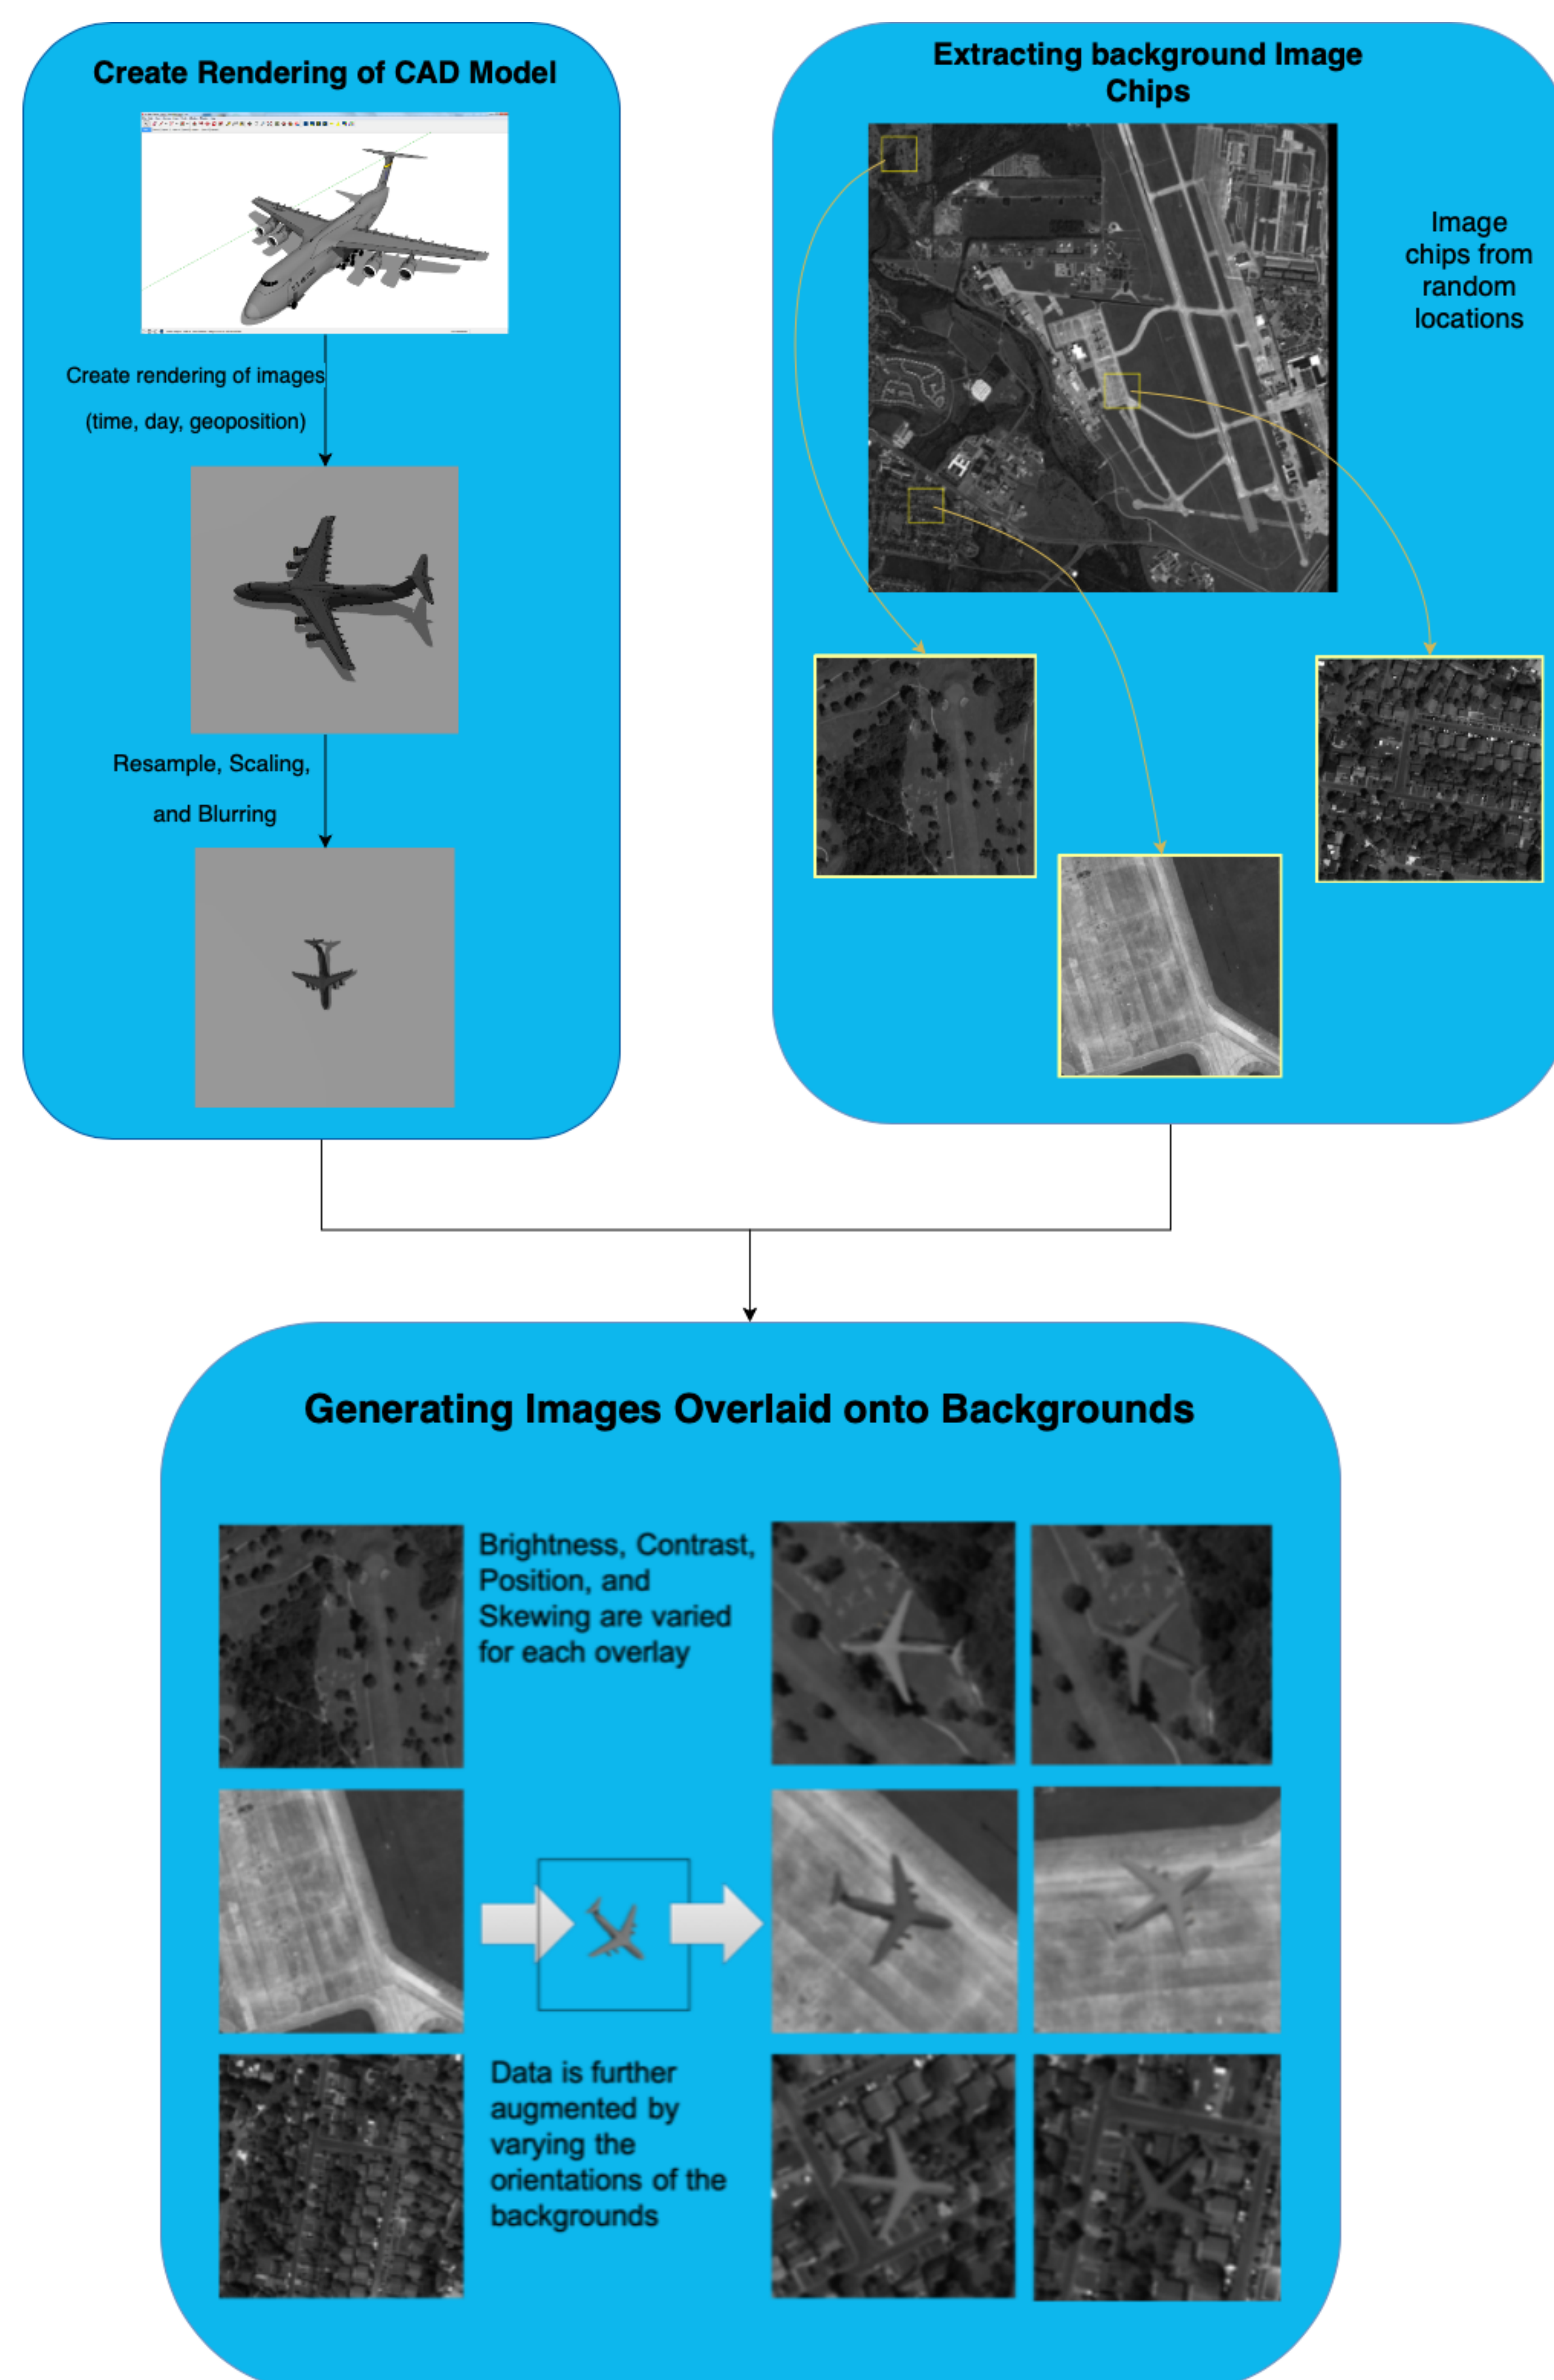 Create Rendering of CAD Model
Create rendering of images
(time, day, geoposition)
Resample, Scaling,
and Blurring
Extracting background Image
Chips
Image
chips from
random
locations
Generating Images Overlaid onto Backgrounds
Brightness, Contrast,
Position, and
Skewing are varied
for each overlay
Data is further
augmented by
varying the
orientations of the
backgrounds